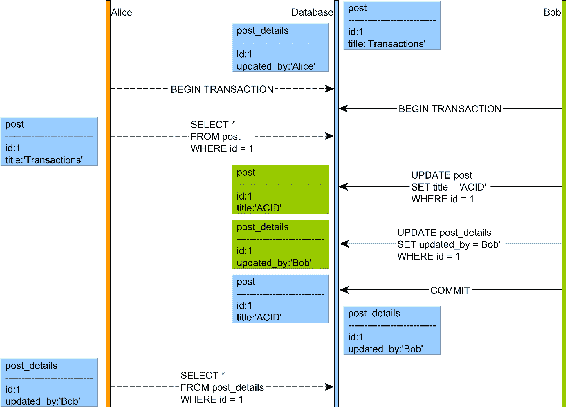 Alice
Database
Bob
post
id:1
title:'Transactions'
post_details
id:1
updated_by:'Alice'
BEGIN TRANSACTION
BEGIN TRANSACTION
post
id:1
title:'Transactions'
SELECT *
FROM post
WHERE id = 1
post
id:1
title:'ACID'
UPDATE post
SET title = 'ACID'
WHERE id = 1
post_details
id:1
updated_by:'Bob'
UPDATE post_details
SET updated_by = Bob'
WHERE id = 1
post
id:1
title:'ACID'
COMMIT
post_details
id:1
updated_by:'Bob'
post_details
id:1
updated_by:'Bob'
SELECT *
FROM post_details
WHERE id = 1